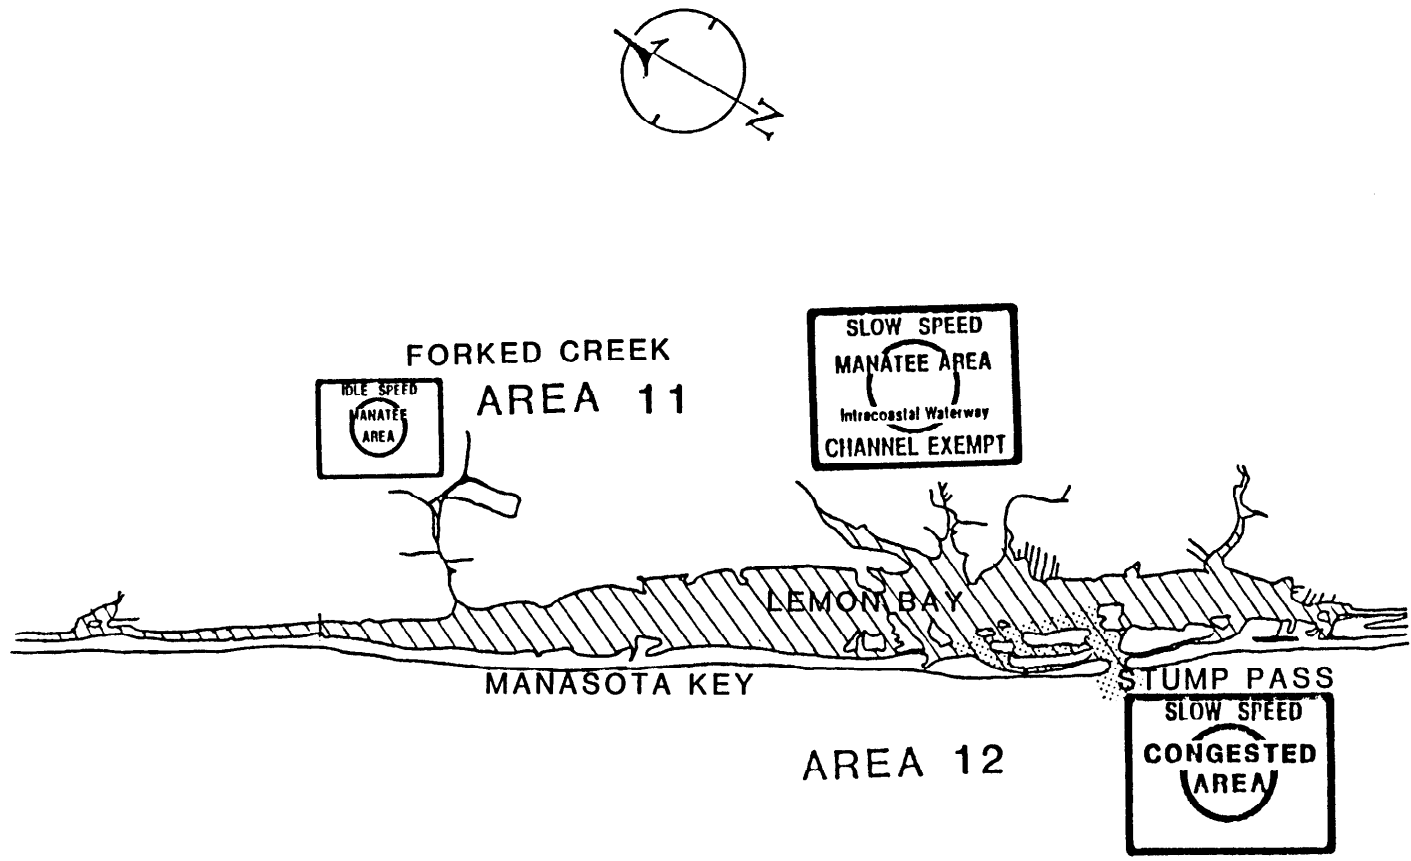 N
FORKED CREEK
AREA 11
IDLE SPEED
MANATEE
AREA
SLOW SPEED
MANATEE AREA
Intracoastal Waterway
CHANNEL EXEMPT
LEMON BAY
MANASOTA KEY
STUMP PASS
AREA 12
SLOW SPEED
CONGESTED
AREA